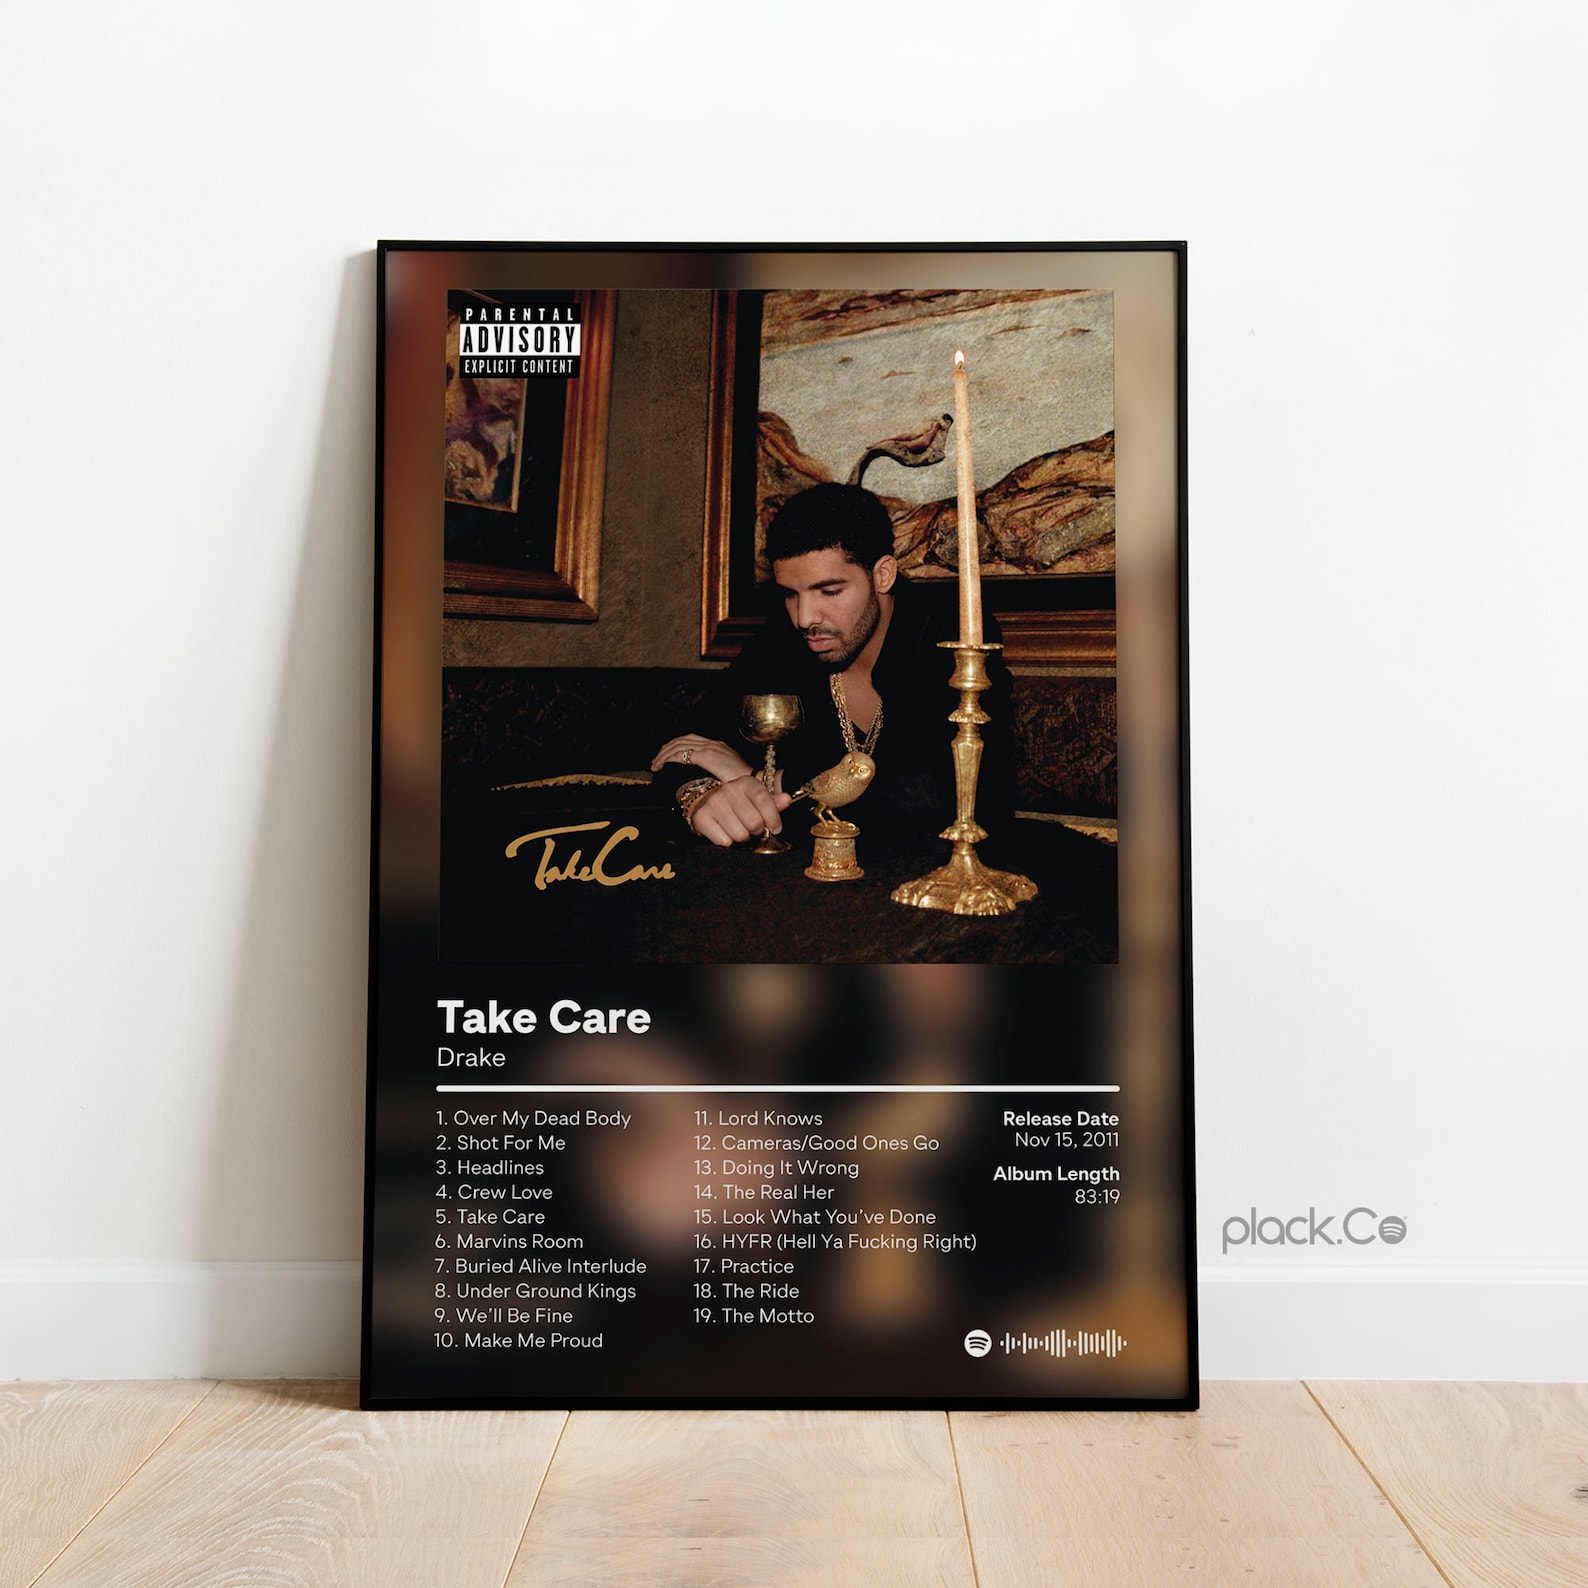 PARENTAL
ADVISORY
EXPLICIT CONTENT
Take Care
Take Care
Drake
1. Over My Dead Body
2. Shot For Me
3. Headlines
4. Crew Love
5. Take Care
6. Marvins Room
7. Buried Alive Interlude
8. Under Ground Kings
9. We'll Be Fine
10. Make Me Proud
11. Lord Knows
12. Cameras/Good Ones Go
13. Doing It Wrong
14. The Real Her
15. Look What You've Done
16. HYFR (Hell Ya Fucking Right)
17. Practice
18. The Ride
19. The Motto
Release Date
Nov 15, 2011
Album Length
83:19
plack.Co